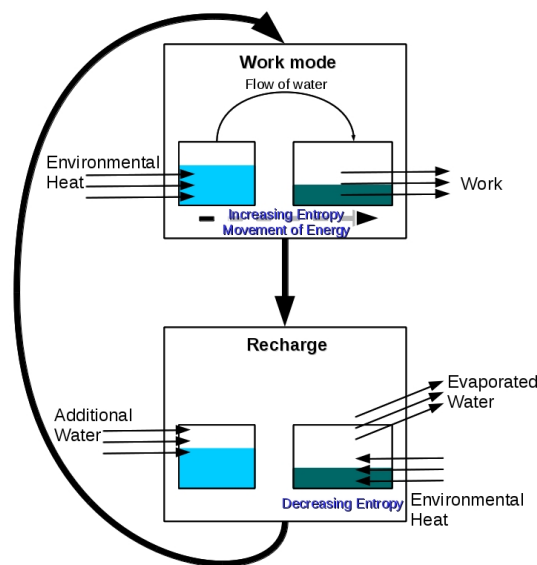 Work mode
Flow of water
Environmental
Heat
Work
Increasing Entropy
Movement of Energy
Recharge
Evaporated
Water
Additional
Water
Decreasing Entropy
Environmental
Heat